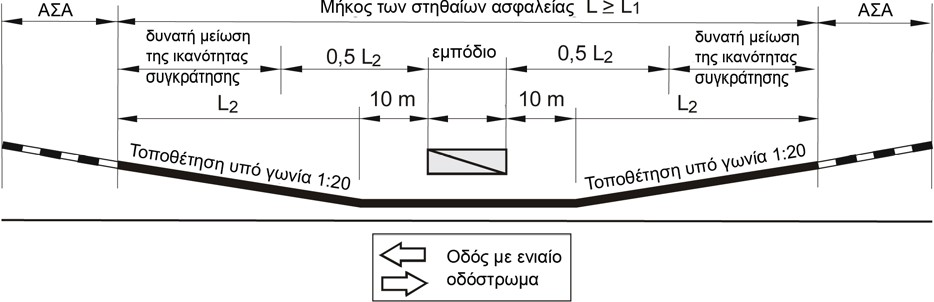 ΑΣΑ
Μήκος των στηθαίων ασφαλείας L ≥ L1
ΑΣΑ
δυνατή μείωση
της ικανότητας
συγκράτησης
0,5 L2
εμπόδιο
0,5 L2
δυνατή μείωση
της ικανότητας
συγκράτησης
L2
10 m
10 m
L2
Τοποθέτηση υπό γωνία 1:20
Τοποθέτηση υπό γωνία 1:20
Οδός με ενιαίο
οδόστρωμα